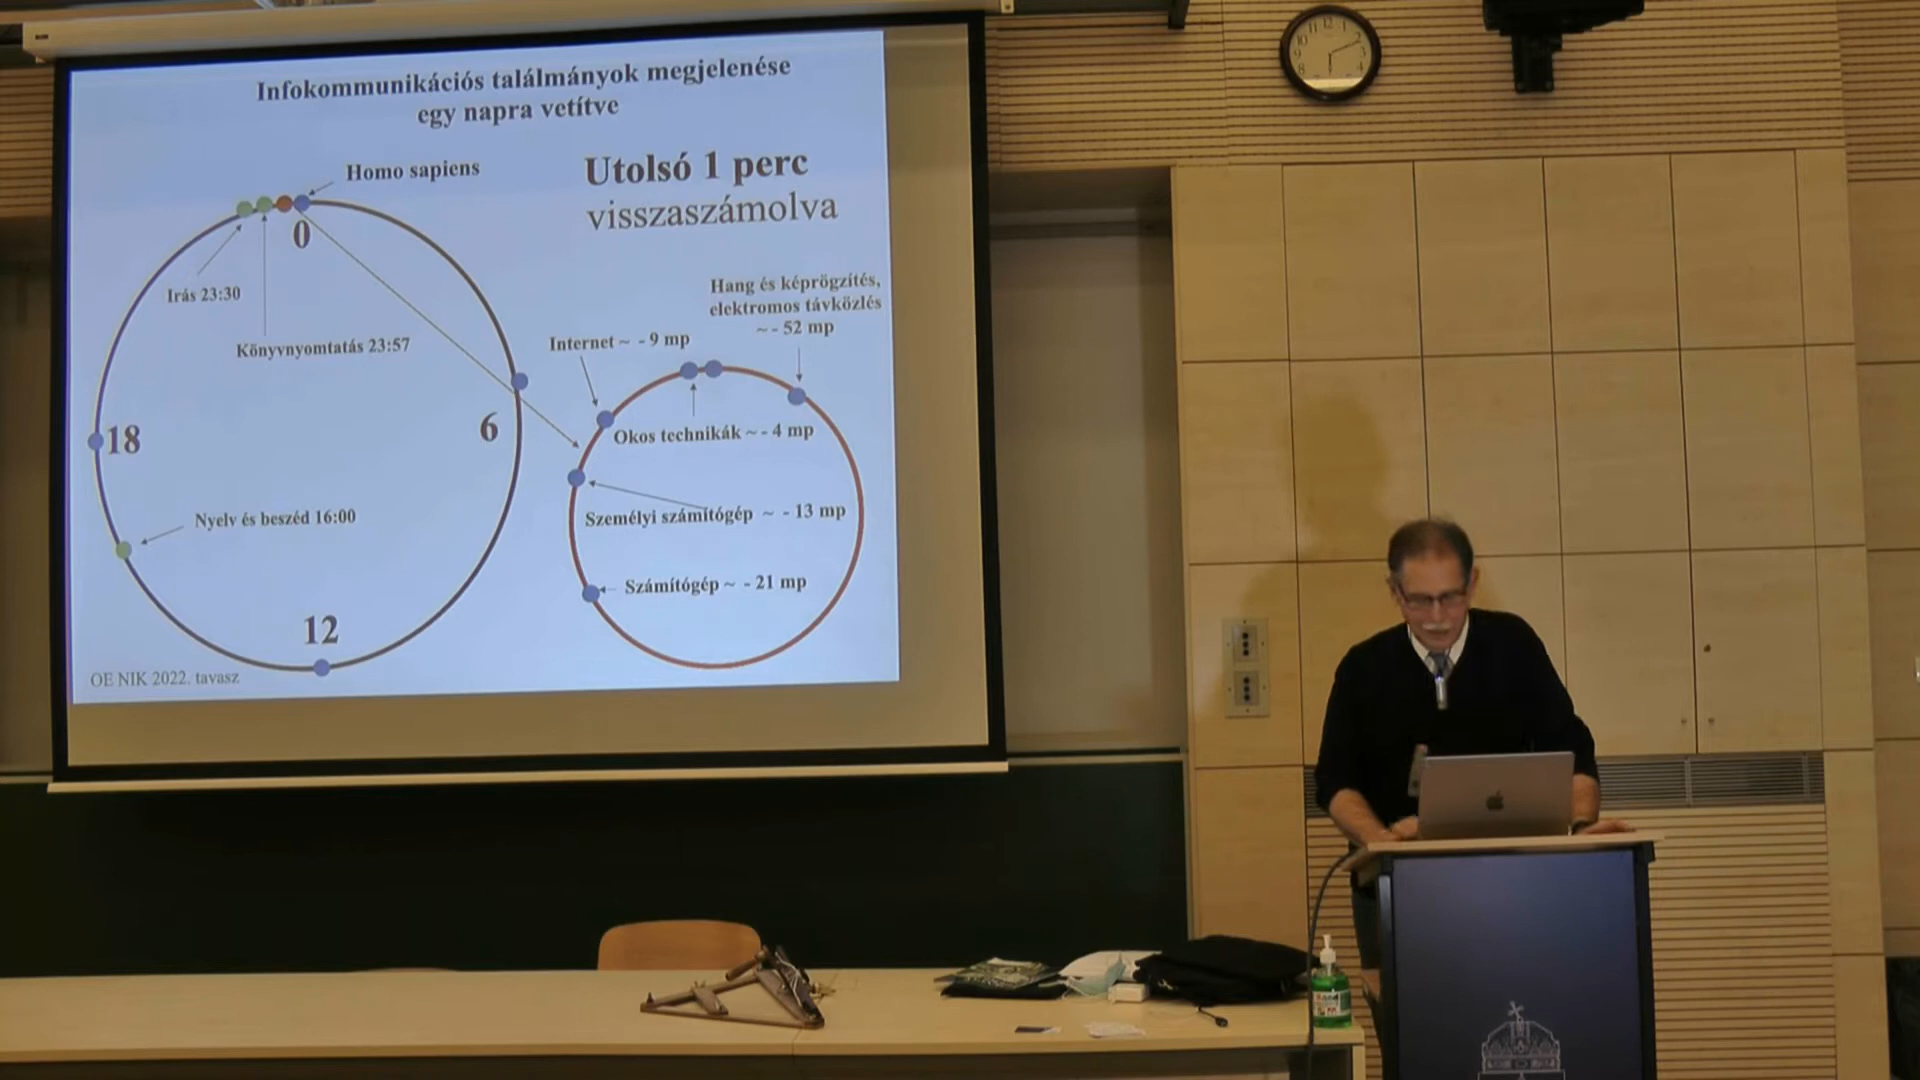 Infokommunikációs találmányok megjelenése
egy napra vetítve
Homo sapiens
Utolsó 1 perc
visszaszámolva
0
Irás 23:30
Könyvnyomtatás 23:57
Hang és képrögzítés,
elektromos távközlés
~ - 52 mp
Internet ~ - 9 mp
18
6
Okos technikák ~ - 4 mp
Nyelv és beszéd 16:00
Személyi számítógép ~ - 13 mp
Számítógép ~ - 21 mp
12
OE NIK 2022. tavasz